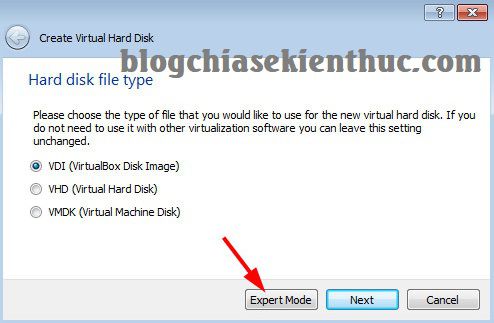 Create Virtual Hard Disk
blogchiasekienthuc.com
Hard disk file type
Please choose the type of file that you would like to use for the new virtual hard disk. If you
do not need to use it with other virtualization software you can leave this setting
unchanged.
VDI (VirtualBox Disk Image)
VHD (Virtual Hard Disk)
VMDK (Virtual Machine Disk)
Expert Mode
Next
Cancel